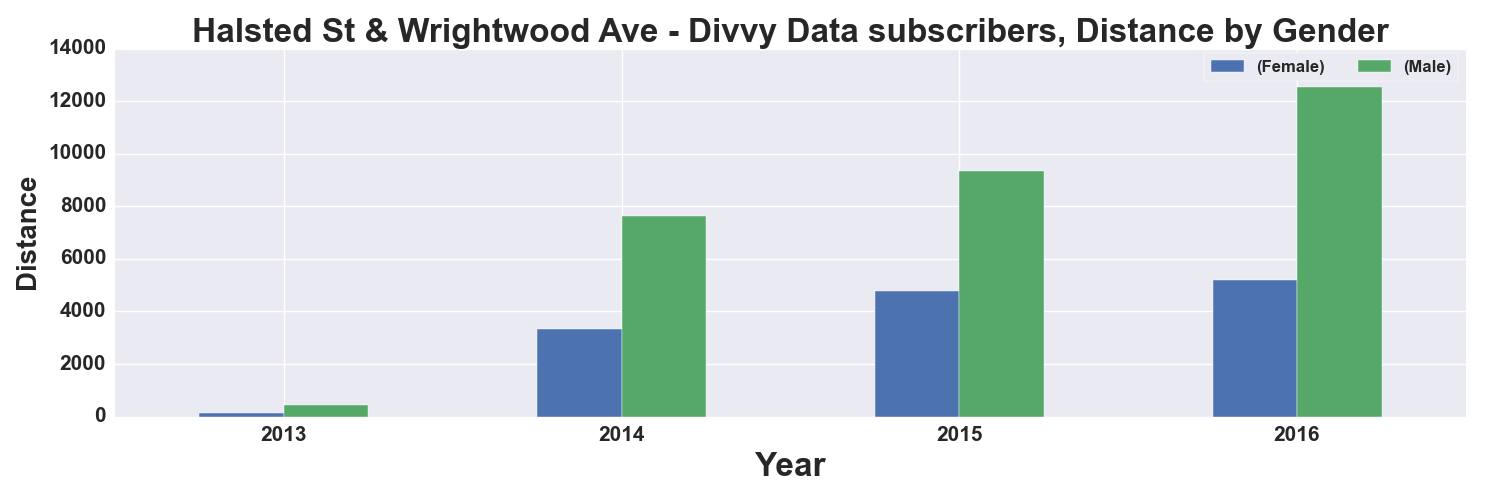 Halsted St & Wrightwood Ave - Divvy Data subscribers, Distance by Gender
(Female) (Male)
14000
12000
10000
8000
6000
4000
2000
0
Distance
2013 2014 2015 2016
Year